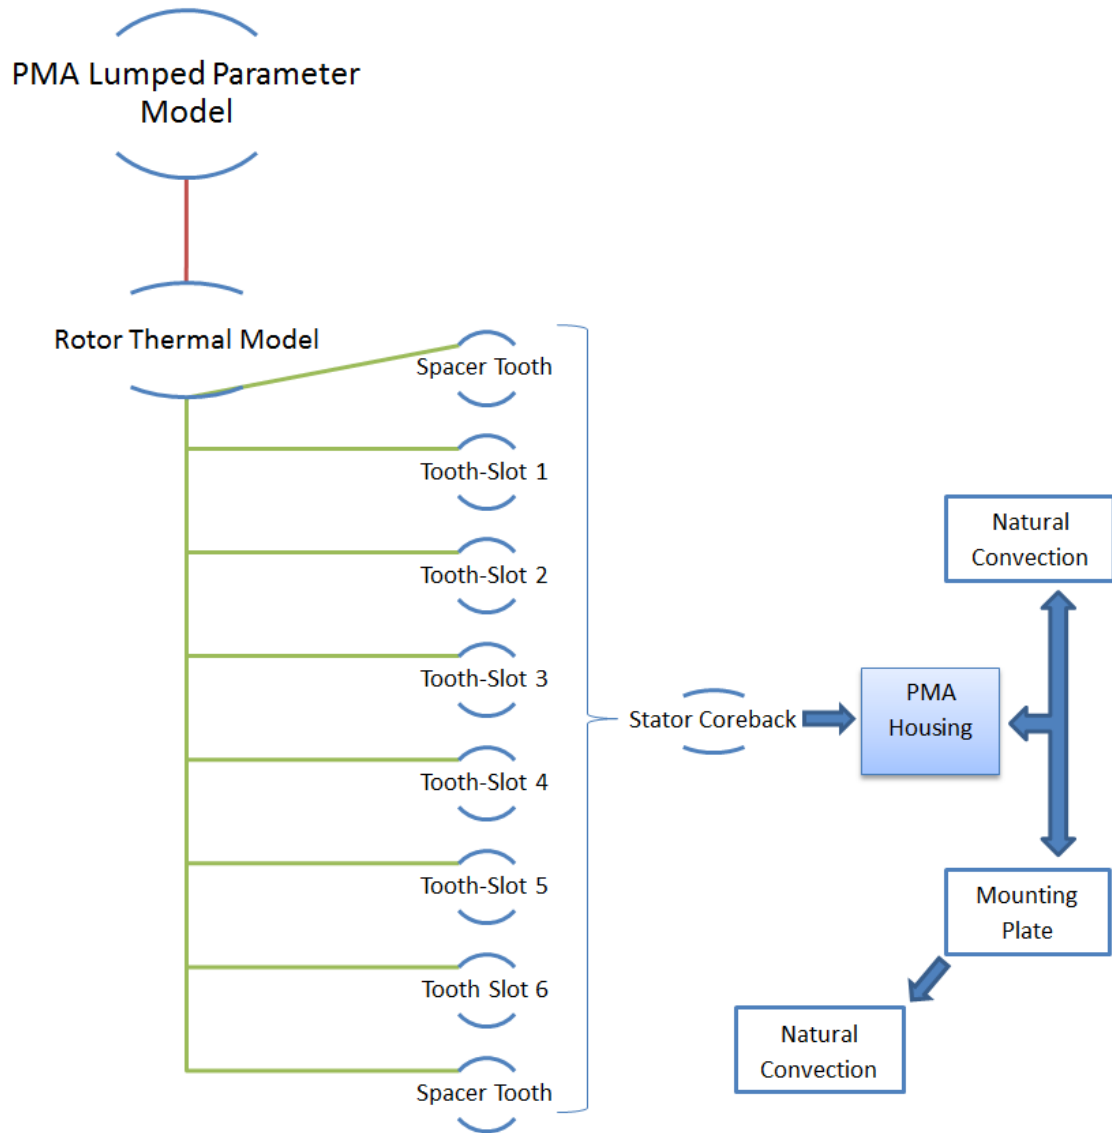 PMA Lumped Parameter
Model
Rotor Thermal Model
Spacer Tooth
Tooth-Slot 1
Tooth-Slot 2
Tooth-Slot 3
Tooth-Slot 4
Tooth-Slot 5
Tooth Slot 6
Spacer Tooth
Stator Coreback
PMA
Housing
Natural
Convection
Mounting
Plate
Natural
Convection